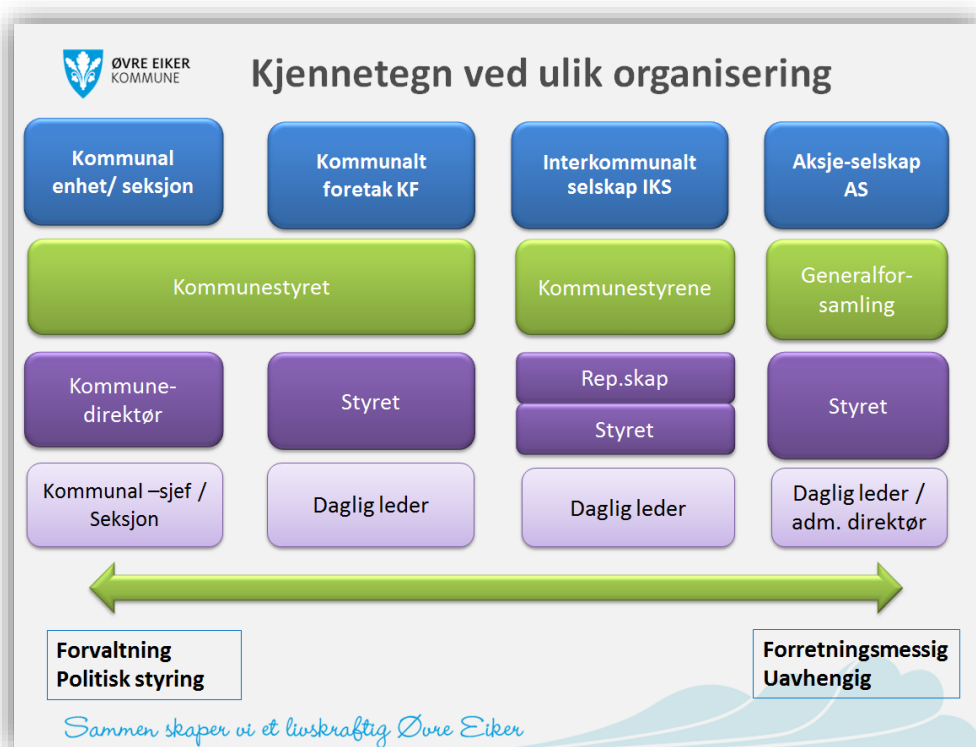 ØVRE EIKER
KOMMUNE
Kjennetegn ved ulik organisering
Kommunal
enhet/ seksjon
Kommunalt
foretak KF
Interkommunalt
selskap IKS
Aksje-selskap
AS
Kommunestyret
Kommunestyrene
Generalfor-
samling
Kommune-
direktør
Styret
Rep.skap
Styret
Styret
Kommunal –sjef /
Seksjon
Daglig leder
Daglig leder
Daglig leder /
adm. direktør
Forvaltning
Politisk styring
Forretningsmessig
Uavhengig
Sammen skaper vi et livskraftig Øvre Eiker